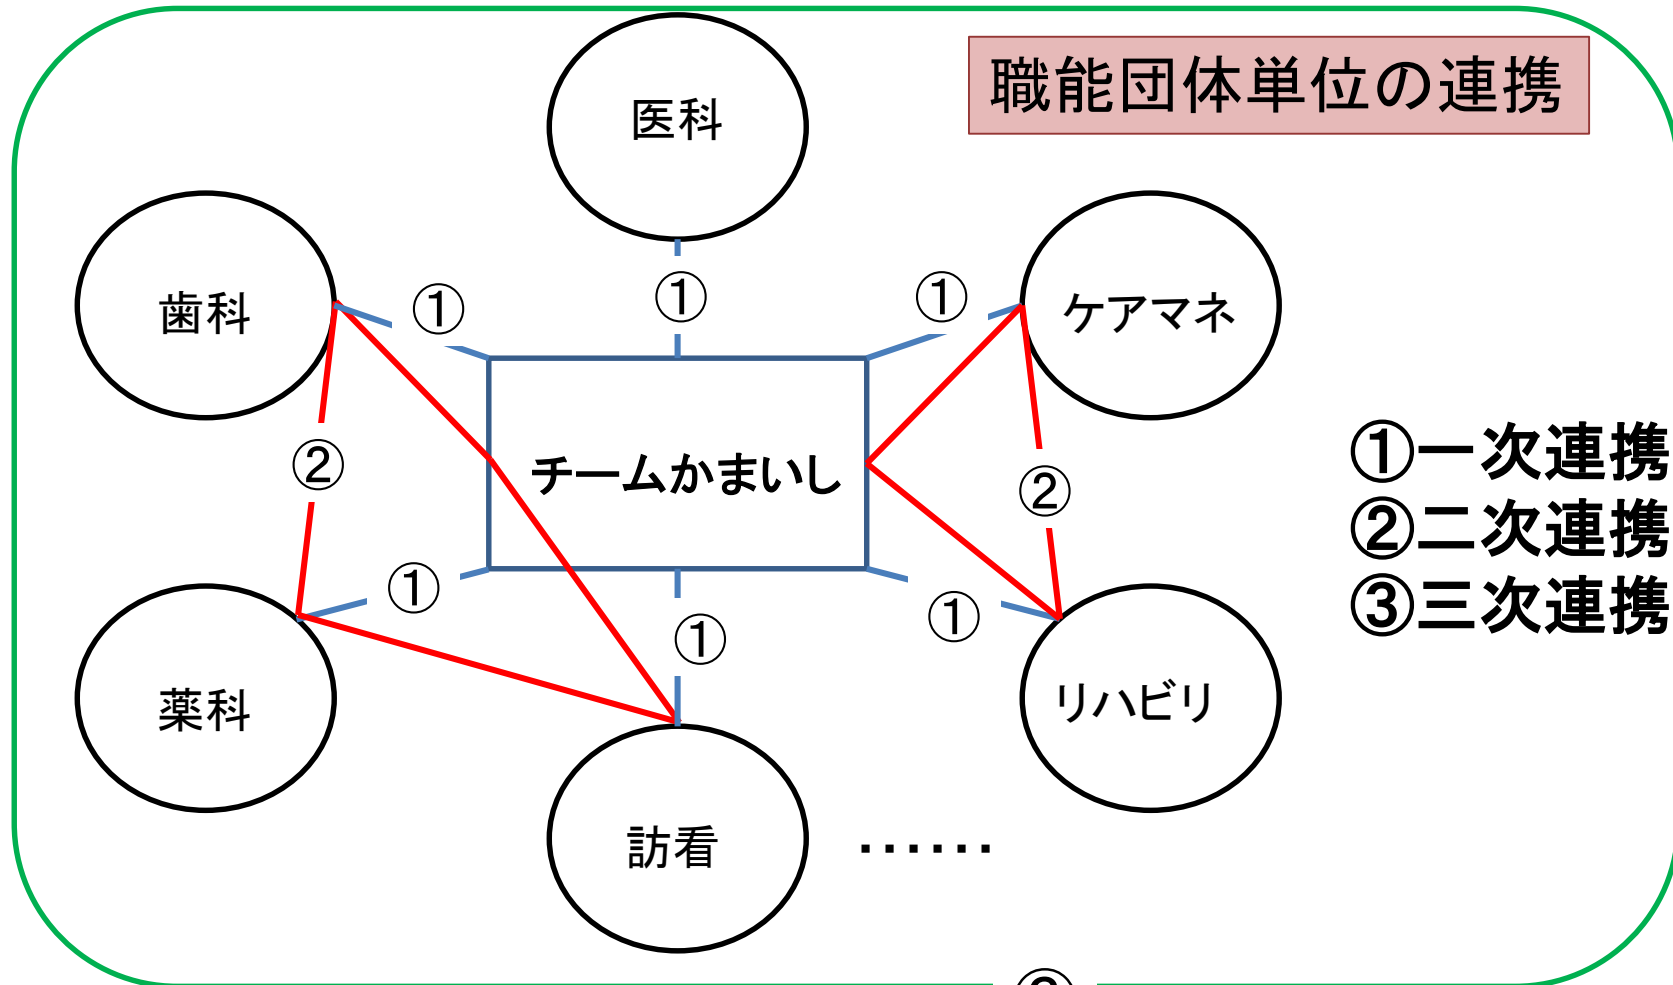 職能団体単位の連携
医科
歯科
ケアマネ
①
①
①
チームかまいし
②
②
①一次連携
②二次連携
③三次連携
①
①
①
薬科
リハビリ
訪看
……